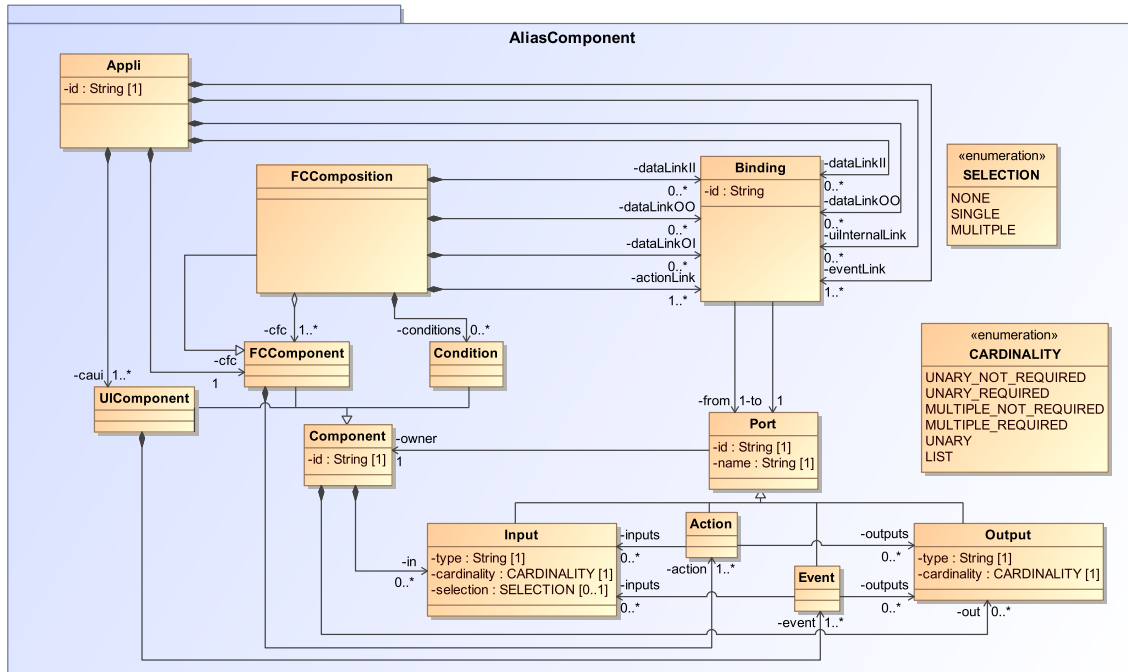 AliasComponent
Appli
-id : String [1]
FCComposition
-dataLinkII
0..*
-dataLinkOO
0..*
-dataLinkOI
0..*
-actionLink
1..*
Binding
-id : String
-dataLinkII
0..*
-dataLinkOO
0..*
-uiInternalLink
0..*
-eventLink
1..*
«enumeration»
SELECTION
NONE
SINGLE
MULITPLE
-cfc
1..*
-conditions
0..*
-cfc
1
FCComponent
Condition
-caui
1..*
UIComponent
«enumeration»
CARDINALITY
UNARY_NOT_REQUIRED
UNARY_REQUIRED
MULTIPLE_NOT_REQUIRED
MULTIPLE_REQUIRED
UNARY
LIST
-from
1
-to
1
Component
-id : String [1]
-owner
1
Port
-id : String [1]
-name : String [1]
Input
-type : String [1]
-cardinality : CARDINALITY [1]
-selection : SELECTION [0..1]
-in
0..*
-inputs
0..*
-inputs
0..*
Action
-action
1..*
Event
-event
1..*
-outputs
0..*
-outputs
0..*
Output
-type : String [1]
-cardinality : CARDINALITY [1]
-out
0..*